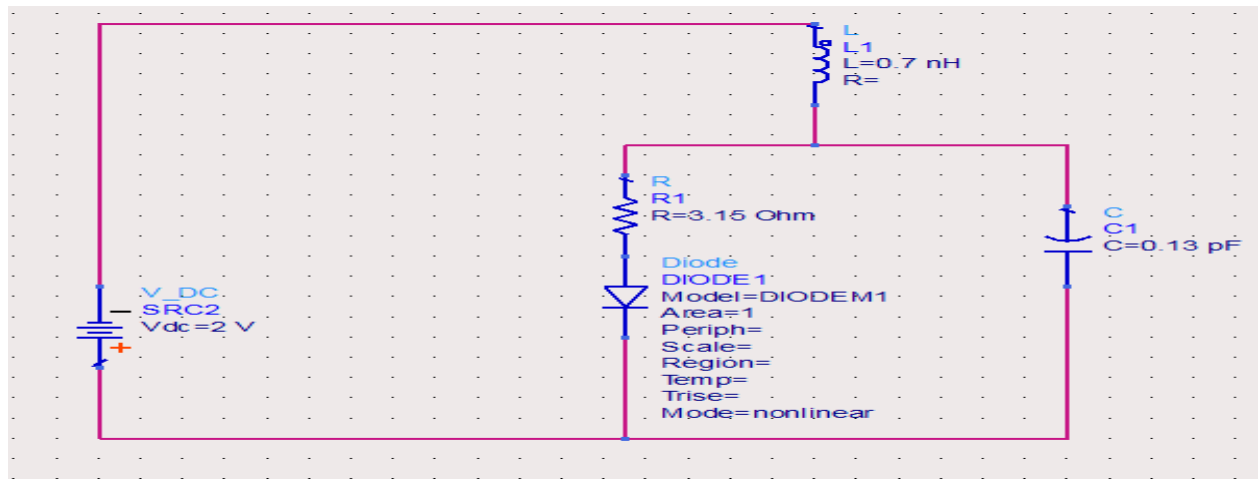 L
L1
L=0.7 nH
R=
R
R1
R=3.15 Ohm
C
C1
C=0.13 pF
Diode
DIODE1
Model=DIODEM1
Area=1
Periph=
Scale=
Region=
Temp=
Trise=
Mode=nonlinear
V_DC
SRC2
Vdc=2 V